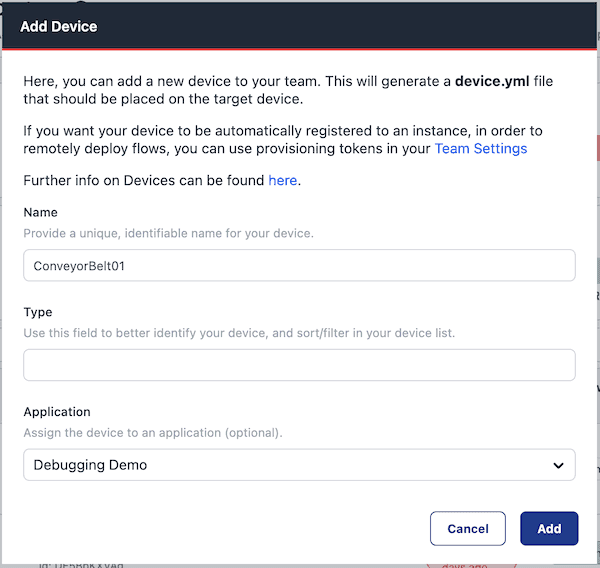 Add Device
Here, you can add a new device to your team. This will generate a device.yml file
that should be placed on the target device.
If you want your device to be automatically registered to an instance, in order to
remotely deploy flows, you can use provisioning tokens in your Team Settings
Further info on Devices can be found here.
Name
Provide a unique, identifiable name for your device.
ConveyorBelt01
Type
Use this field to better identify your device, and sort/filter in your device list.
Application
Assign the device to an application (optional).
Debugging Demo
Cancel
Add